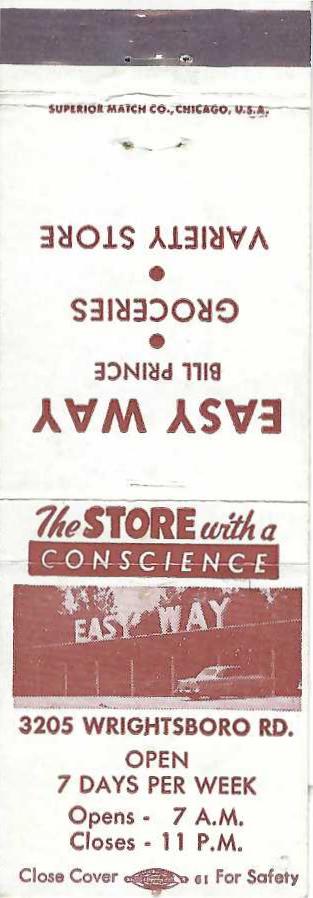 SUPERIOR MATCH CO., CHICAGO, U.S.A.
EASY WAY
BILL PRINCE
GROCERIES
VARIETY STORE
The STORE with a
CONSCIENCE
EASY WAY
3205 WRIGHTSBORO RD.
OPEN
7 DAYS PER WEEK
Opens - 7 A.M.
Closes - 11 P.M.
Close Cover 61 For Safety